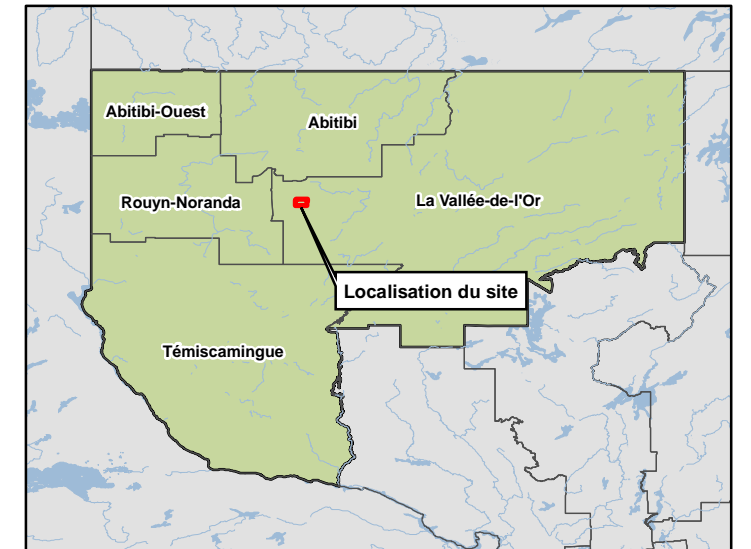 Abitibi-Ouest
Abitibi
Rouyn-Noranda
La Vallée-de-l'Or
Localisation du site
Témiscamingue